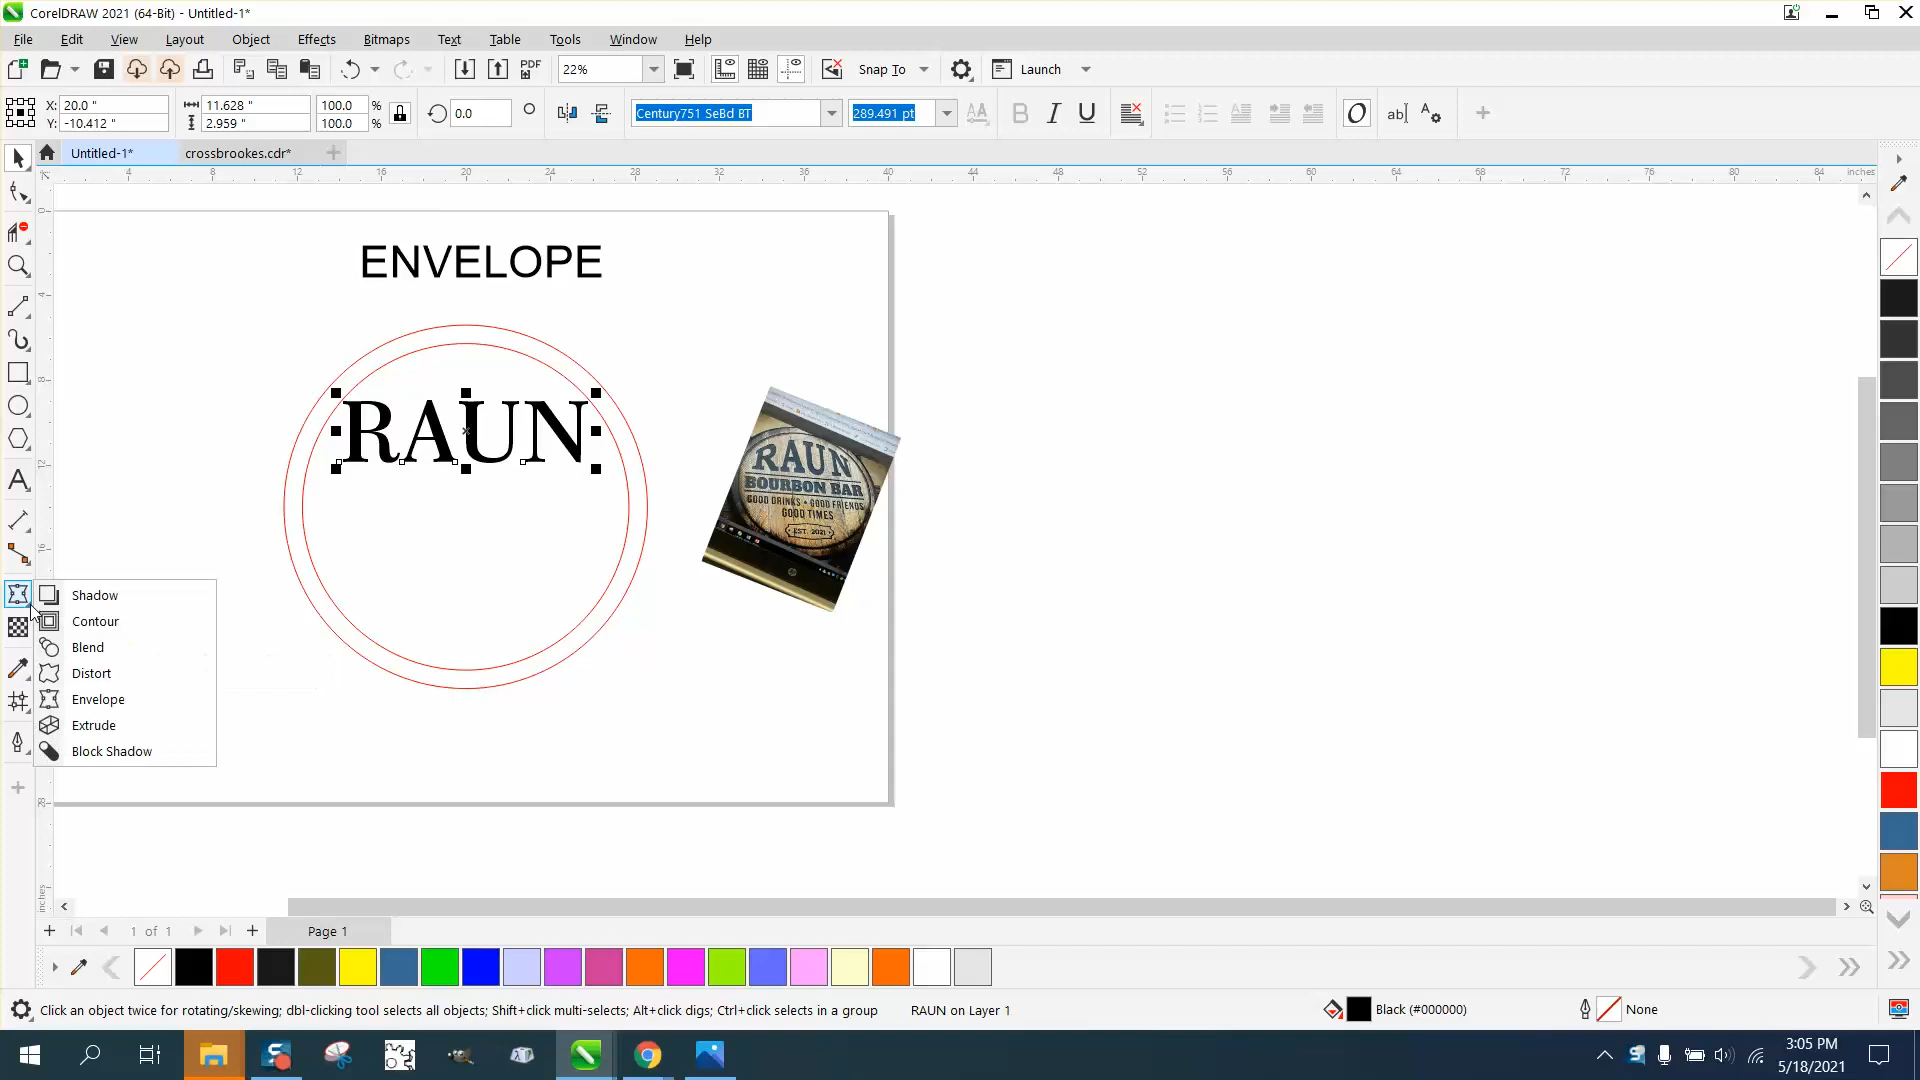 CorelDRAW 2021 (64-Bit) - Untitled-1*
File Edit View Layout Object Effects Bitmaps Text Table Tools Window Help
PDF 22% Snap To Launch
X: 20.0 " 11.628 " 100.0 % 0.0 Century751 SeBd BT 289.491 pt
Y: -10.412 " 2.959 " 100.0 %
Untitled-1* crossbrookes.cdr*
4 8 12 16 20 24 28 32 36 40 44 48 52 56 60 64 68 72 76 80 84 inches
ENVELOPE
RAUN
RAUN
BOURBON BAR
GOOD DRINKS • GOOD FRIENDS
GOOD TIMES
EST. 2021
Shadow
Contour
Blend
Distort
Envelope
Extrude
Block Shadow
inches
1 of 1 Page 1
Click an object twice for rotating/skewing; dbl-clicking tool selects all objects; Shift+click multi-selects; Alt+click digs; Ctrl+click selects in a group RAUN on Layer 1 Black (#000000) None
3:05 PM
5/18/2021